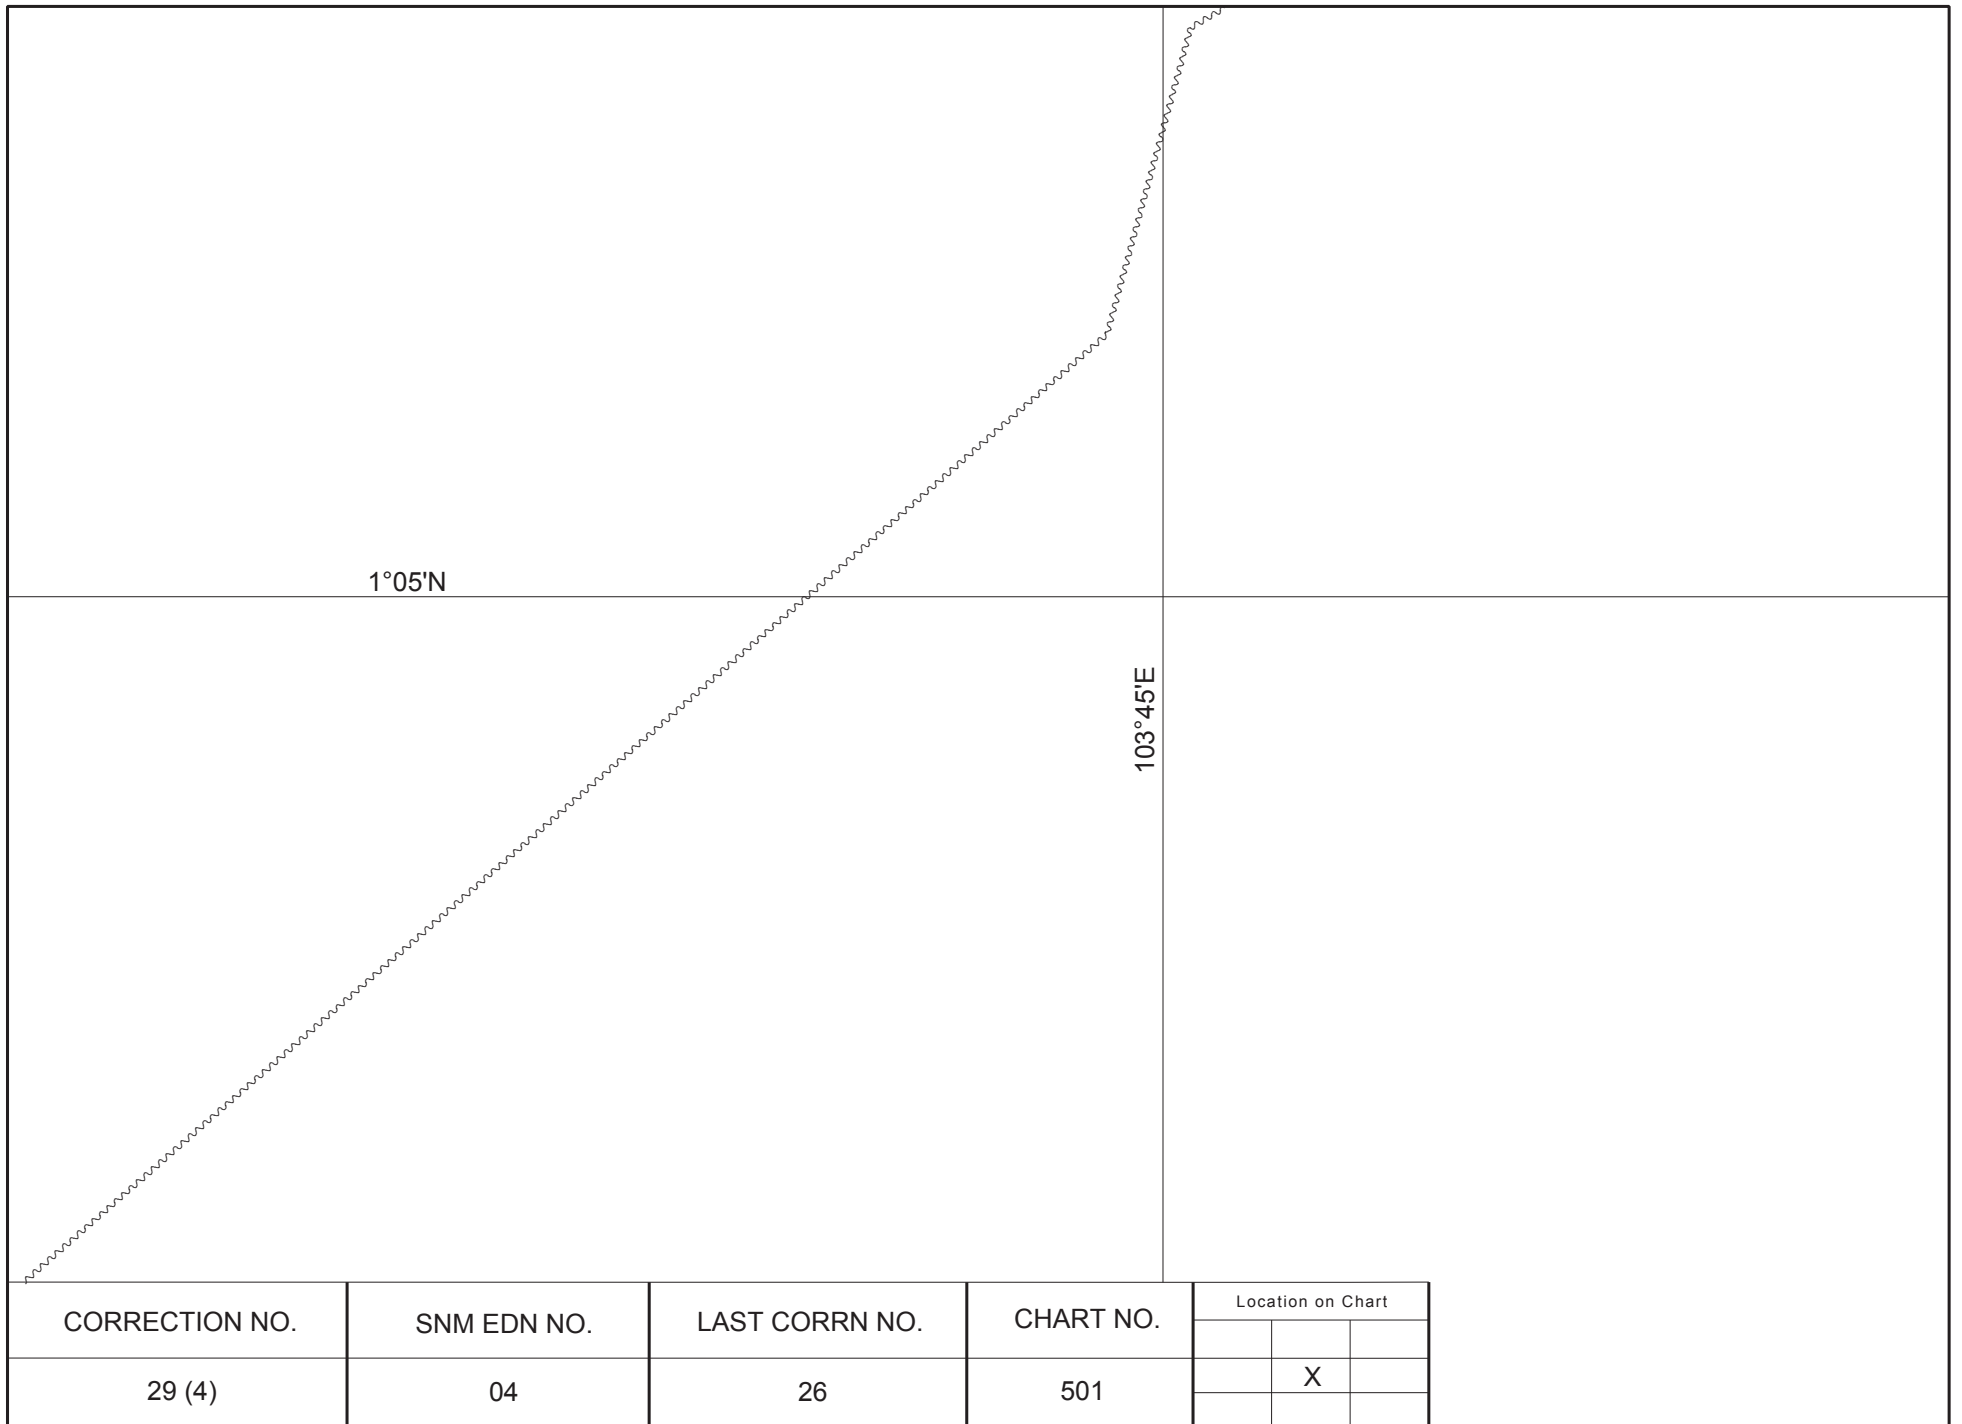 1°05'N
103°45'E
CORRECTION NO. SNM EDN NO. LAST CORRN NO. CHART NO. Location on Chart
29 (4) 04 26 501 X